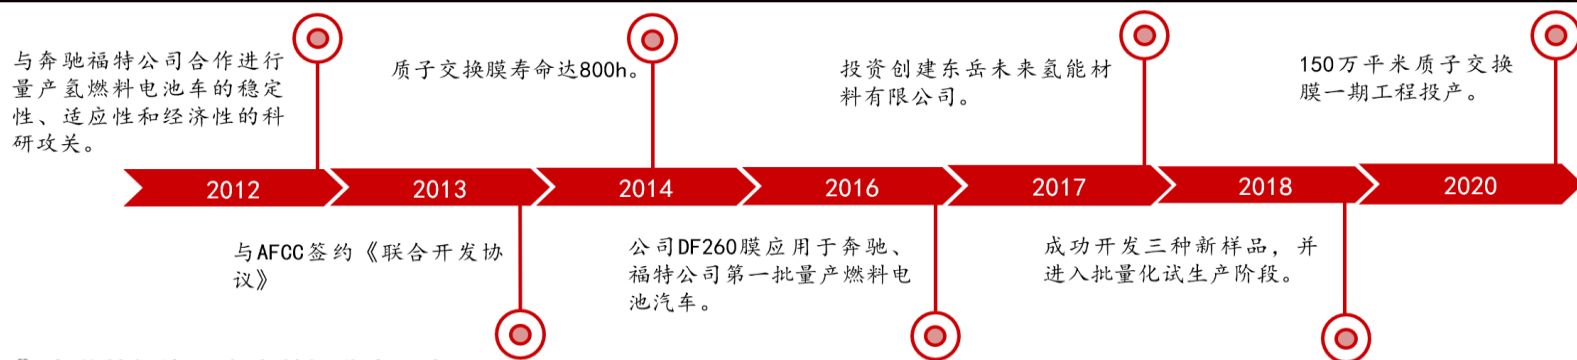 与奔驰福特公司合作进行
量产氢燃料电池车的稳定
性、适应性和经济性的科
研攻关。
质子交换膜寿命达800h。
投资创建东岳未来氢能材
料有限公司。
150万平米质子交换
膜一期工程投产。
2012
2013
2014
2016
2017
2018
2020
与AFCC签约《联合开发协
议》
公司DF260膜应用于奔驰、
福特公司第一批量产燃料电
池汽车。
成功开发三种新样品，并
进入批量化试生产阶段。